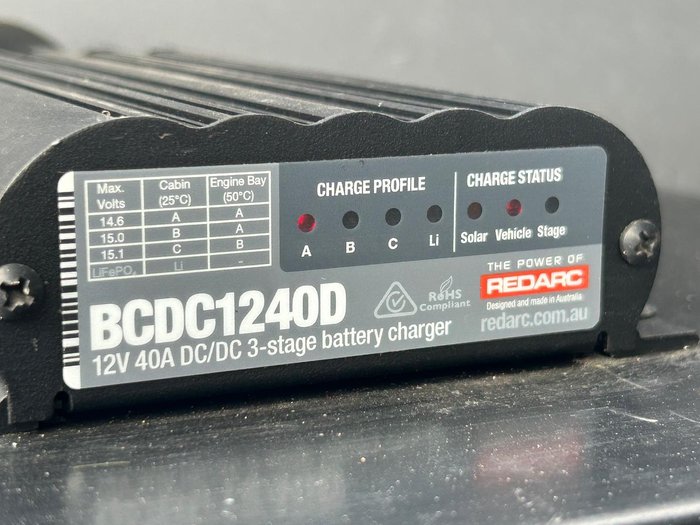 Max. Volts Cabin (25°C) Engine Bay (50°C)
14.6 A A
15.0 B A
15.1 C B
LiFePO₄ Li -
CHARGE PROFILE
A B C Li
CHARGE STATUS
Solar Vehicle Stage
BCDC1240D
12V 40A DC/DC 3-stage battery charger
RoHS
Compliant
THE POWER OF
REDARC
Designed and made in Australia
redarc.com.au